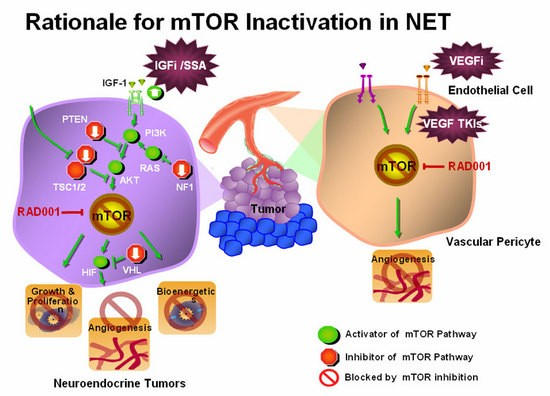 Rationale for mTOR Inactivation in NET
IGFi /SSA
IGF-1
PTEN
PI3K
RAS
TSC1/2
AKT
NF1
RAD001
mTOR
HIF
VHL
Growth &
Proliferatio
n
Angiogenesis
Bioenergetic
s
Neuroendocrine Tumors
Tumor
VEGFi
Endothelial Cell
VEGF TKIs
mTOR
RAD001
Vascular Pericyte
Angiogenesis
Activator of mTOR Pathway
Inhibitor of mTOR Pathway
Blocked by mTOR inhibition